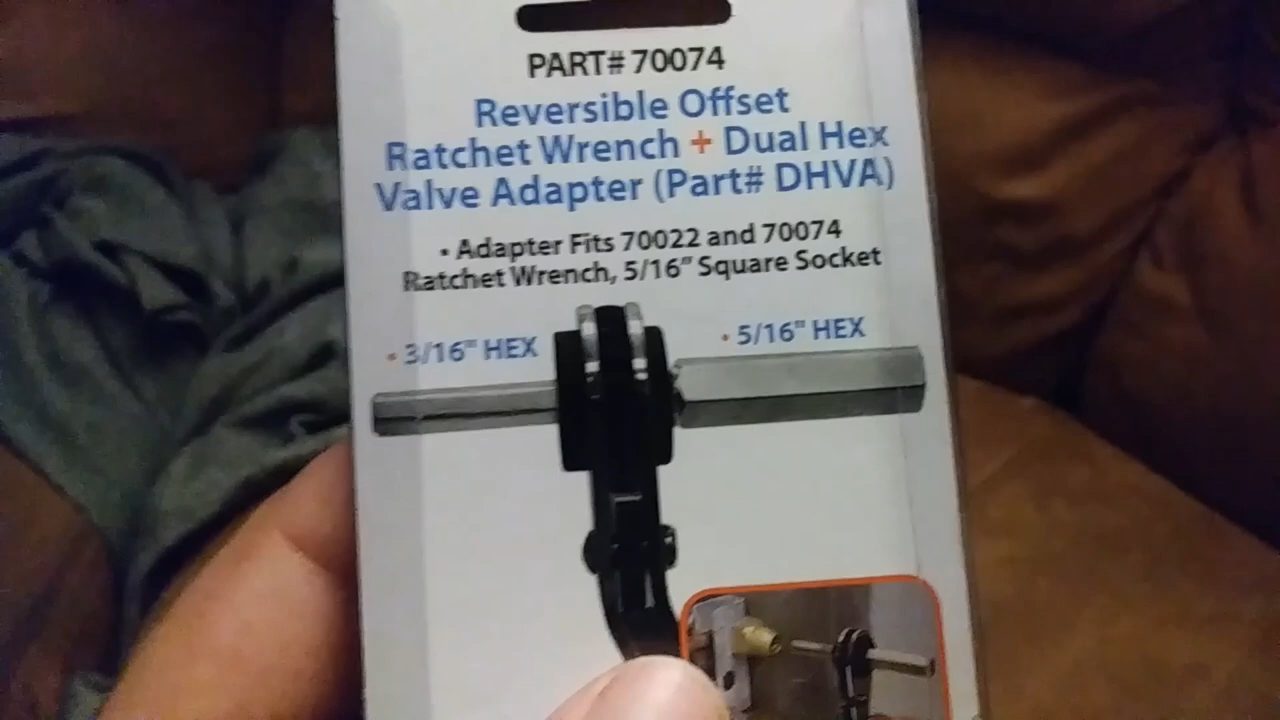 PART# 70074
Reversible Offset
Ratchet Wrench + Dual Hex
Valve Adapter (Part# DHVA)
• Adapter Fits 70022 and 70074
Ratchet Wrench, 5/16" Square Socket
• 3/16" HEX
• 5/16" HEX